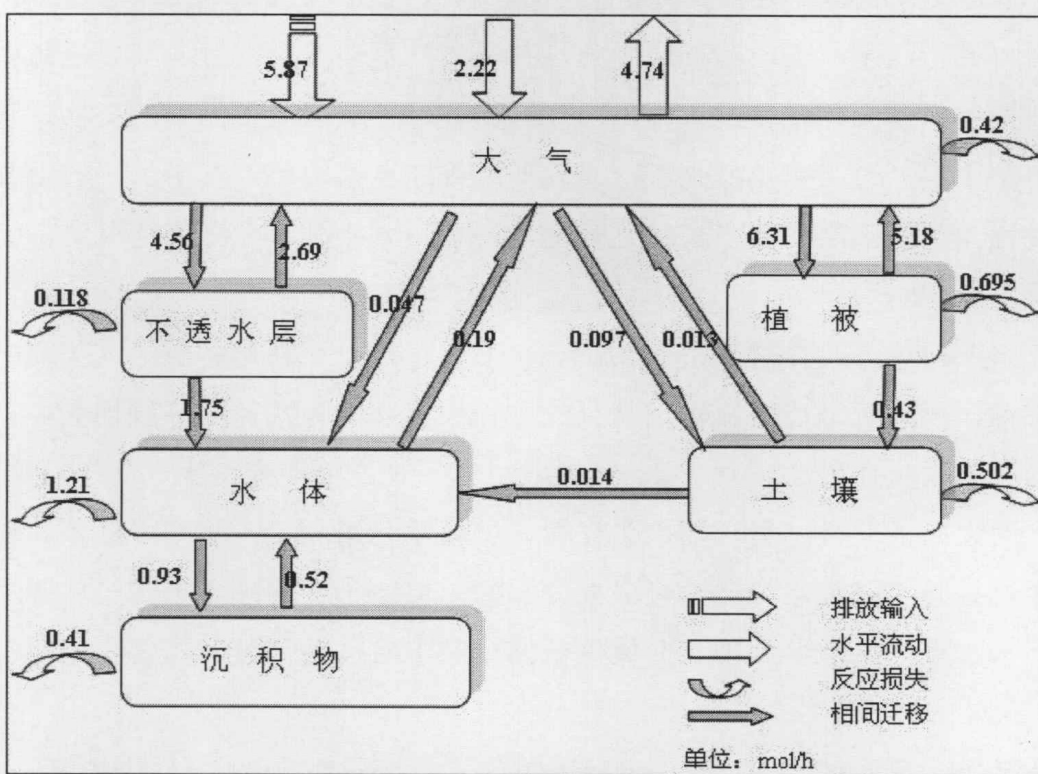 5.87
2.22
4.74
大 气
0.42
4.56
2.69
0.047
0.19
0.097
0.013
6.31
5.18
0.118
不 透 水 层
植 被
0.695
1.75
0.43
1.21
水 体
0.014
土 壤
0.502
0.93
0.52
0.41
沉 积 物
排放输入
水平流动
反应损失
相间迁移
单位：mol/h